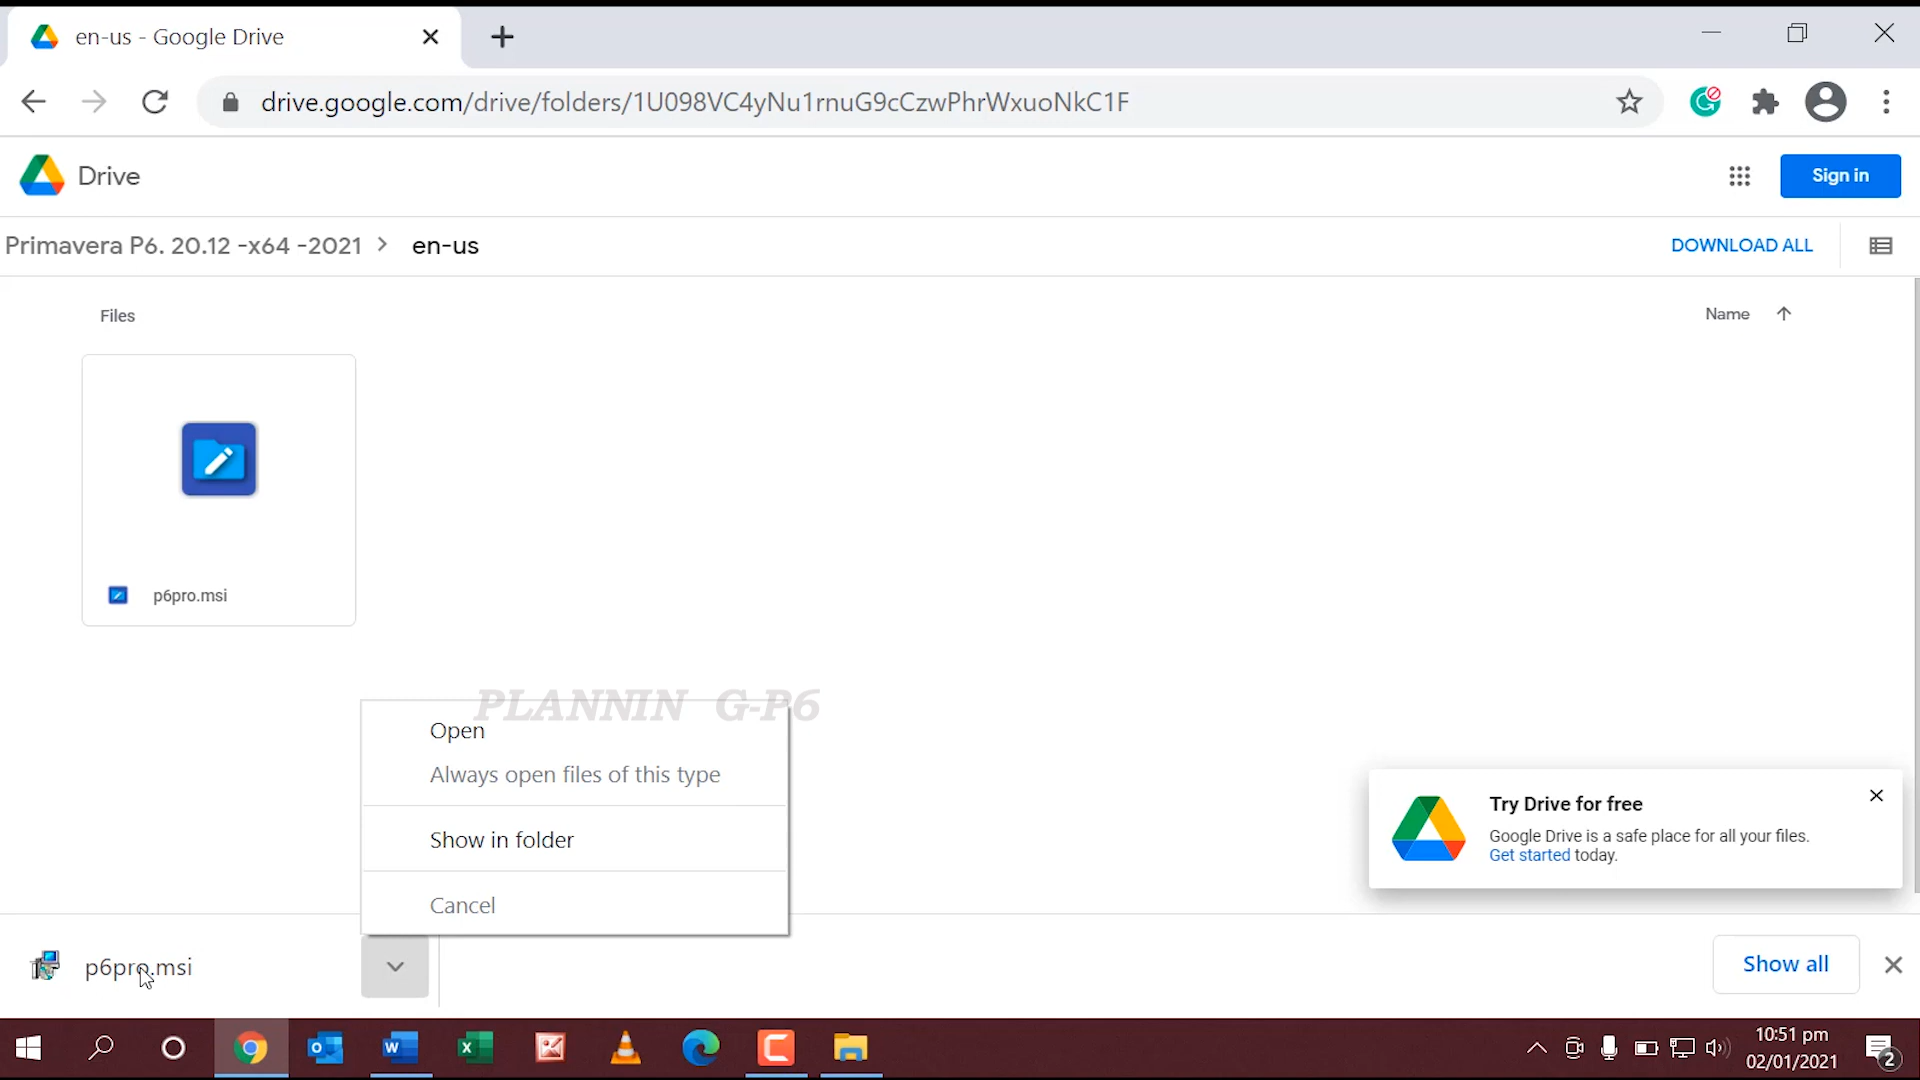 en-us - Google Drive
drive.google.com/drive/folders/1U098VC4yNu1rnuG9cCzwPhrWxuoNkC1F
Drive
Sign in
Primavera P6. 20.12 -x64 -2021 > en-us
DOWNLOAD ALL
Files
Name
p6pro.msi
PLANNIN G-P6
Open
Always open files of this type
Show in folder
Cancel
Try Drive for free
Google Drive is a safe place for all your files.
Get started today.
p6pro.msi
Show all
10:51 pm
02/01/2021
2